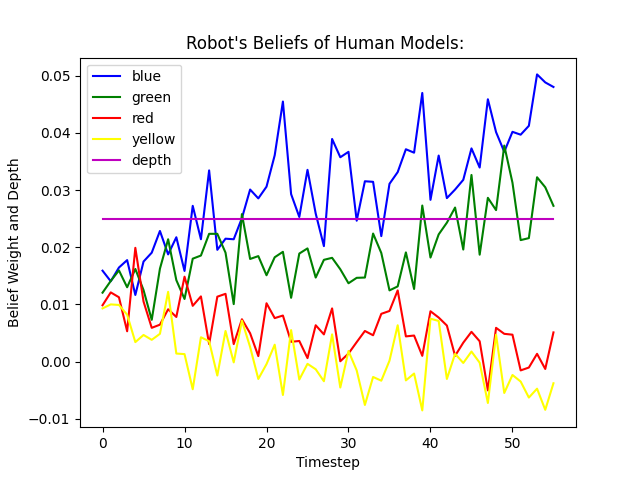 Robot's Beliefs of Human Models:
blue
green
red
yellow
depth
Belief Weight and Depth
0.05
0.04
0.03
0.02
0.01
0.00
−0.01
0 10 20 30 40 50
Timestep